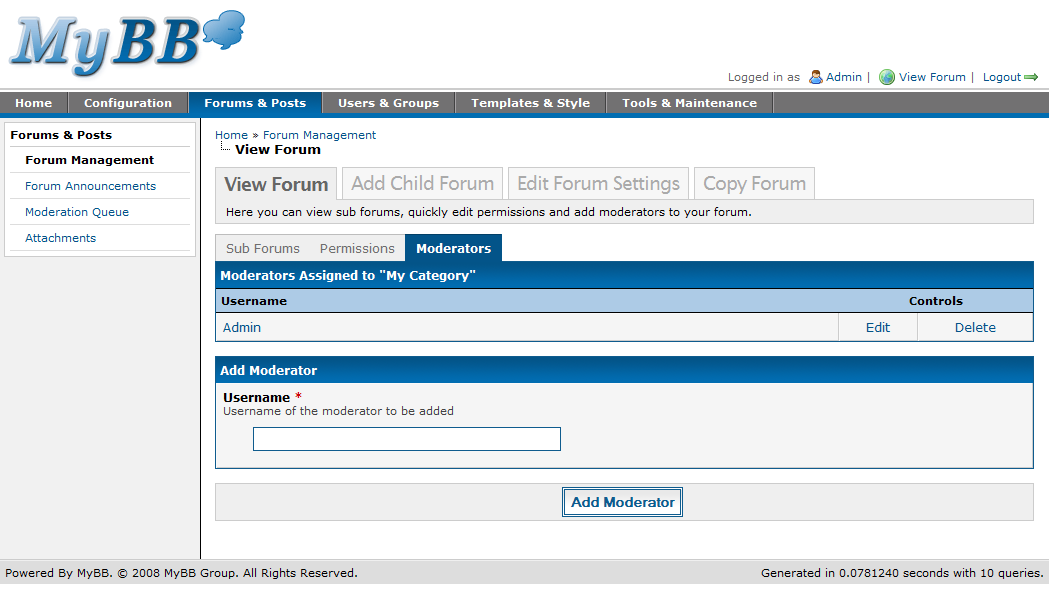 MyBB
Logged in as Admin | View Forum | Logout
Home Configuration Forums & Posts Users & Groups Templates & Style Tools & Maintenance
Forums & Posts
Forum Management
Forum Announcements
Moderation Queue
Attachments
Home » Forum Management
View Forum
View Forum Add Child Forum Edit Forum Settings Copy Forum
Here you can view sub forums, quickly edit permissions and add moderators to your forum.
Sub Forums Permissions Moderators
Moderators Assigned to "My Category"
Username Controls
Admin Edit Delete
Add Moderator
Username *
Username of the moderator to be added
Add Moderator
Powered By MyBB. © 2008 MyBB Group. All Rights Reserved. Generated in 0.0781240 seconds with 10 queries.